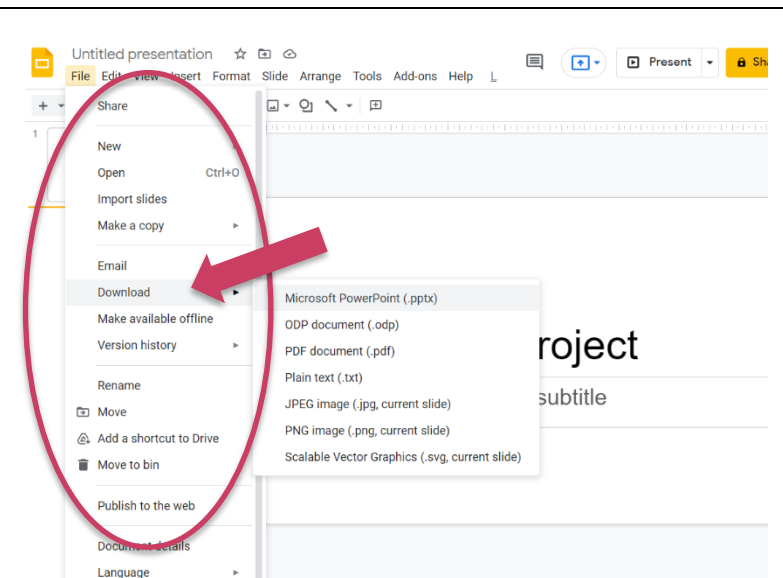 Untitled presentation
File Edit View Insert Format Slide Arrange Tools Add-ons Help L
Present
Share
1
New
Open Ctrl+O
Import slides
Make a copy
Email
Download
Make available offline
Version history
Rename
Move
Add a shortcut to Drive
Move to bin
Publish to the web
Document details
Language
Microsoft PowerPoint (.pptx)
ODP document (.odp)
PDF document (.pdf)
Plain text (.txt)
JPEG image (.jpg, current slide)
PNG image (.png, current slide)
Scalable Vector Graphics (.svg, current slide)
roject
subtitle